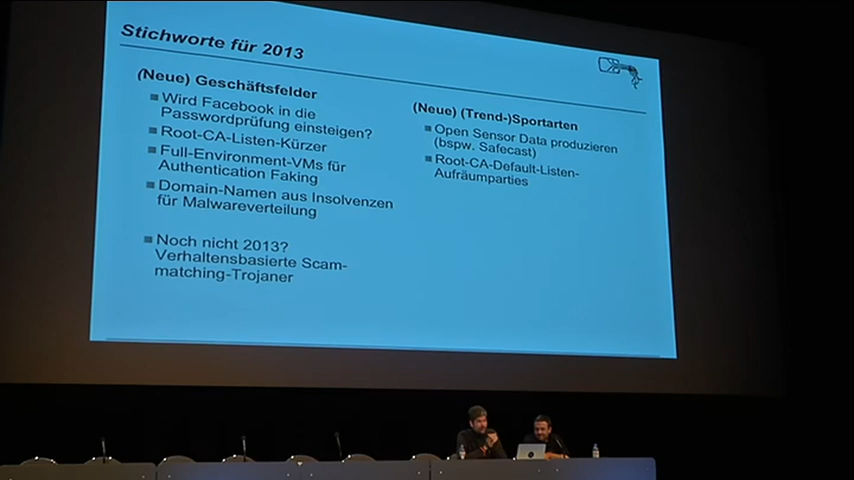 Stichworte für 2013
(Neue) Geschäftsfelder
Wird Facebook in die
Passwordprüfung einsteigen?
Root-CA-Listen-Kürzer
Full-Environment-VMs für
Authentication Faking
Domain-Namen aus Insolvenzen
für Malwareverteilung
Noch nicht 2013?
Verhaltensbasierte Scam-
matching-Trojaner
(Neue) (Trend-)Sportarten
Open Sensor Data produzieren
(bspw. Safecast)
Root-CA-Default-Listen-
Aufräumparties